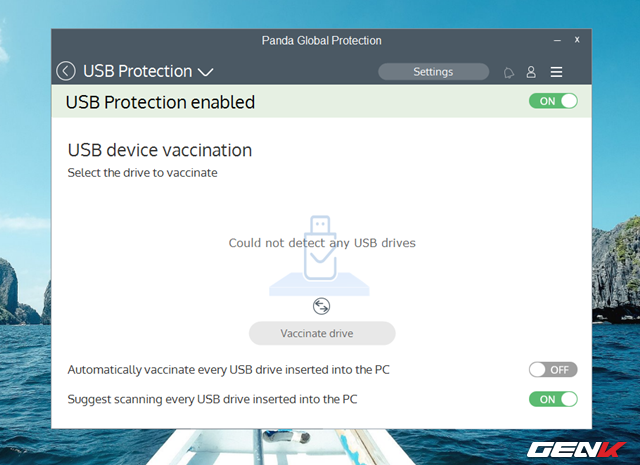 Panda Global Protection
USB Protection
Settings
USB Protection enabled
ON
USB device vaccination
Select the drive to vaccinate
Could not detect any USB drives
Vaccinate drive
Automatically vaccinate every USB drive inserted into the PC
OFF
Suggest scanning every USB drive inserted into the PC
ON
GENK